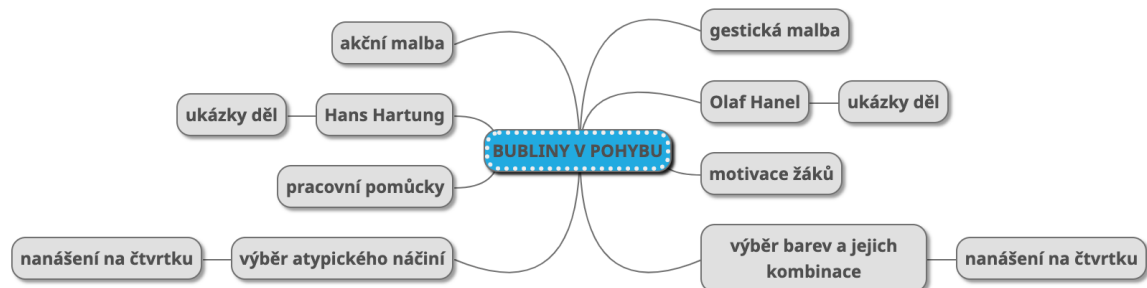 akční malba
gestická malba
ukázky děl
Hans Hartung
Olaf Hanel
ukázky děl
BUBLINY V POHYBU
pracovní pomůcky
motivace žáků
nanášení na čtvrtku
výběr atypického náčiní
výběr barev a jejich
kombinace
nanášení na čtvrtku